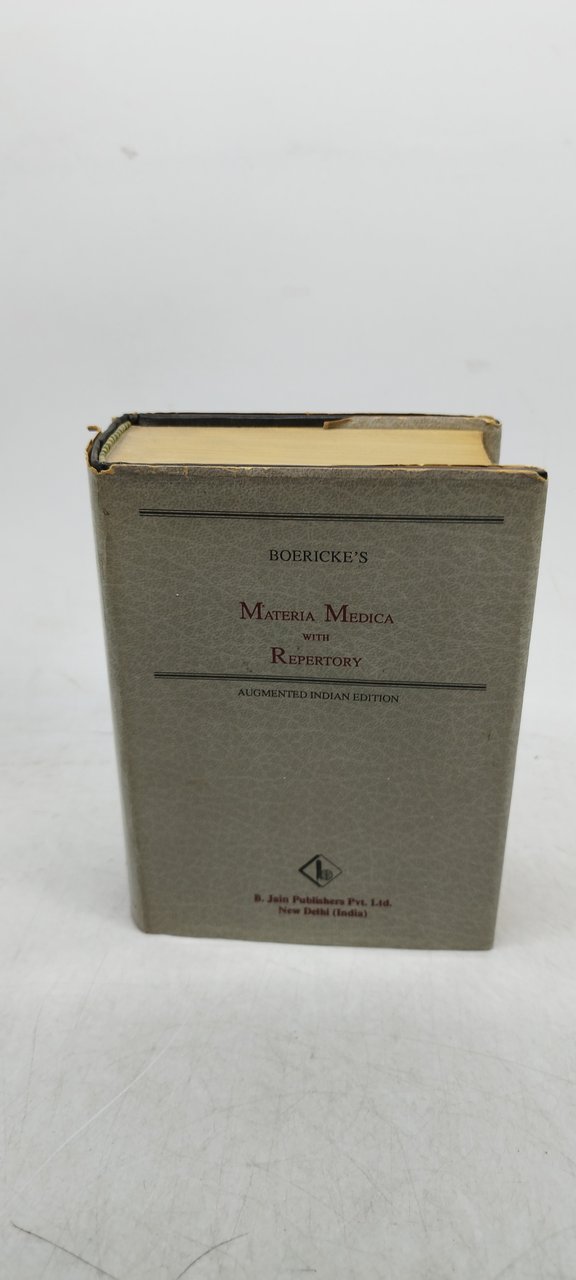 BOERICKE'S
MATERIA MEDICA
WITH
REPERTORY
AUGMENTED INDIAN EDITION
B. Jain Publishers Pvt. Ltd.
New Delhi (India)